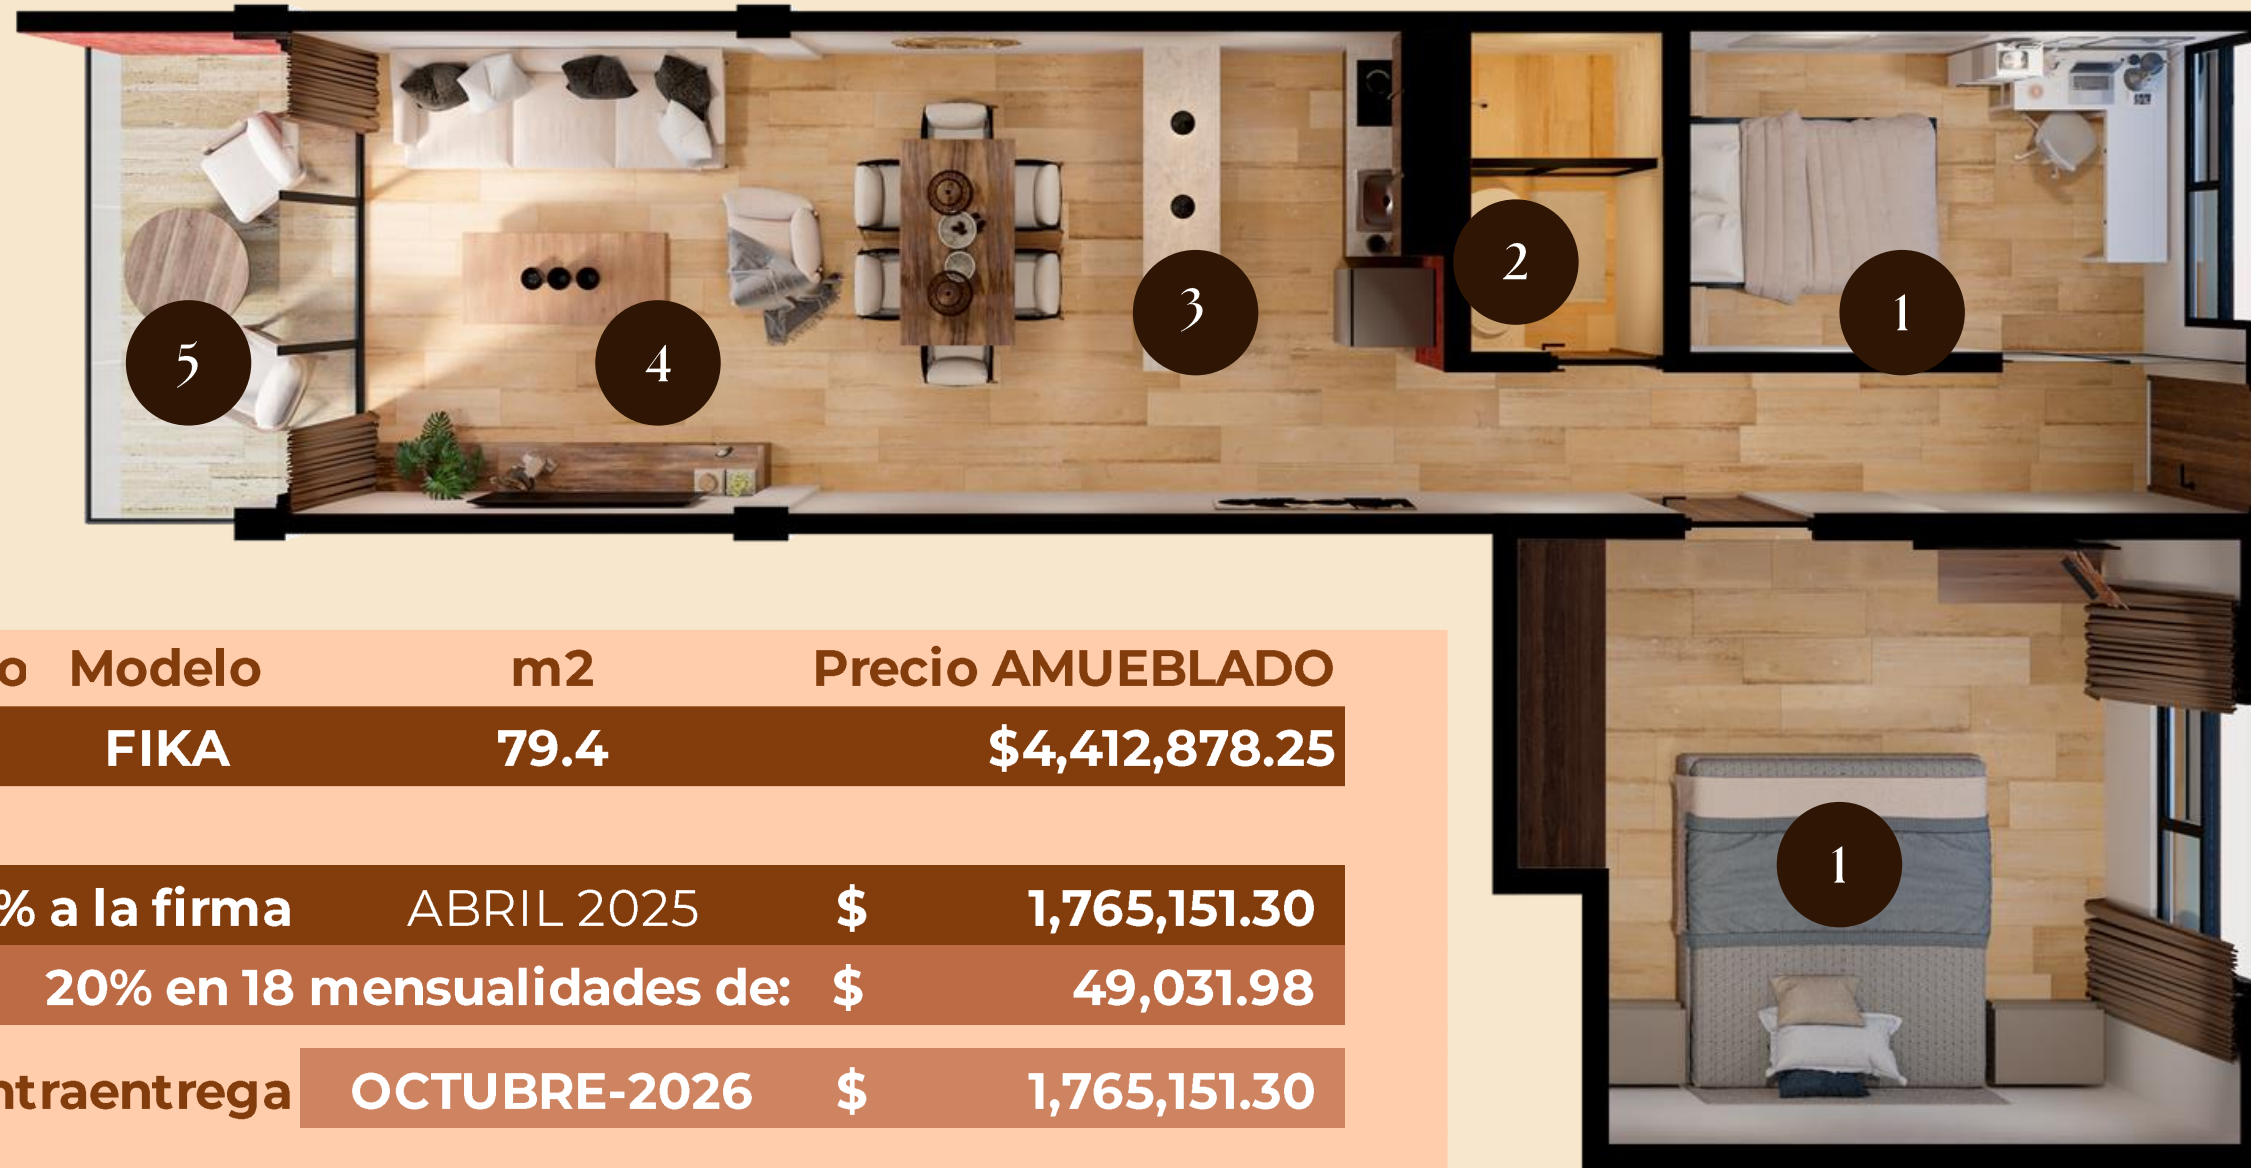 2
3
1
5
4
o Modelo m2 Precio AMUEBLADO
FIKA 79.4 $4,412,878.25
1
% a la firma ABRIL 2025 $ 1,765,151.30
20% en 18 mensualidades de: $ 49,031.98
ntraentrega OCTUBRE-2026 $ 1,765,151.30